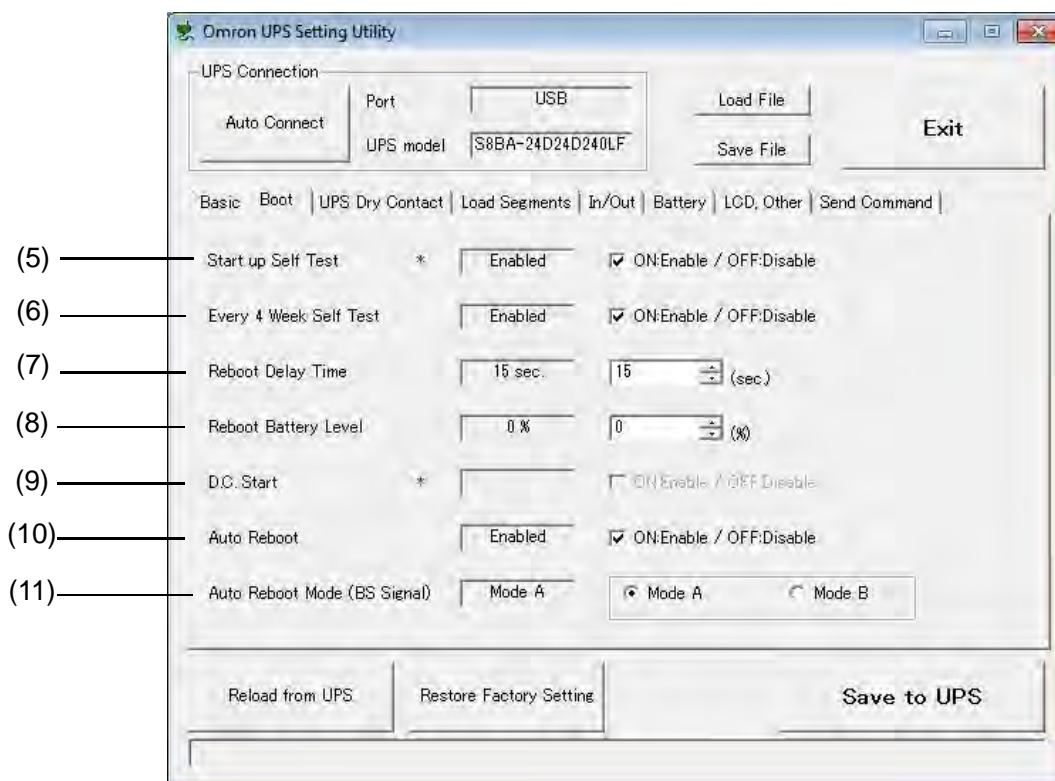 Omron UPS Setting Utility
UPS Connection
Auto Connect
Port USB
UPS model S8BA-24D24D240LF
Load File
Save File
Exit
Basic Boot UPS Dry Contact Load Segments In/Out Battery LCD, Other Send Command
(5) Start up Self Test * Enabled ON:Enable / OFF:Disable
(6) Every 4 Week Self Test Enabled ON:Enable / OFF:Disable
(7) Reboot Delay Time 15 sec. 15 (sec.)
(8) Reboot Battery Level 0 % 0 (%)
(9) D.C. Start * ON:Enable / OFF:Disable
(10) Auto Reboot Enabled ON:Enable / OFF:Disable
(11) Auto Reboot Mode (BS Signal) Mode A Mode A Mode B
Reload from UPS Restore Factory Setting Save to UPS